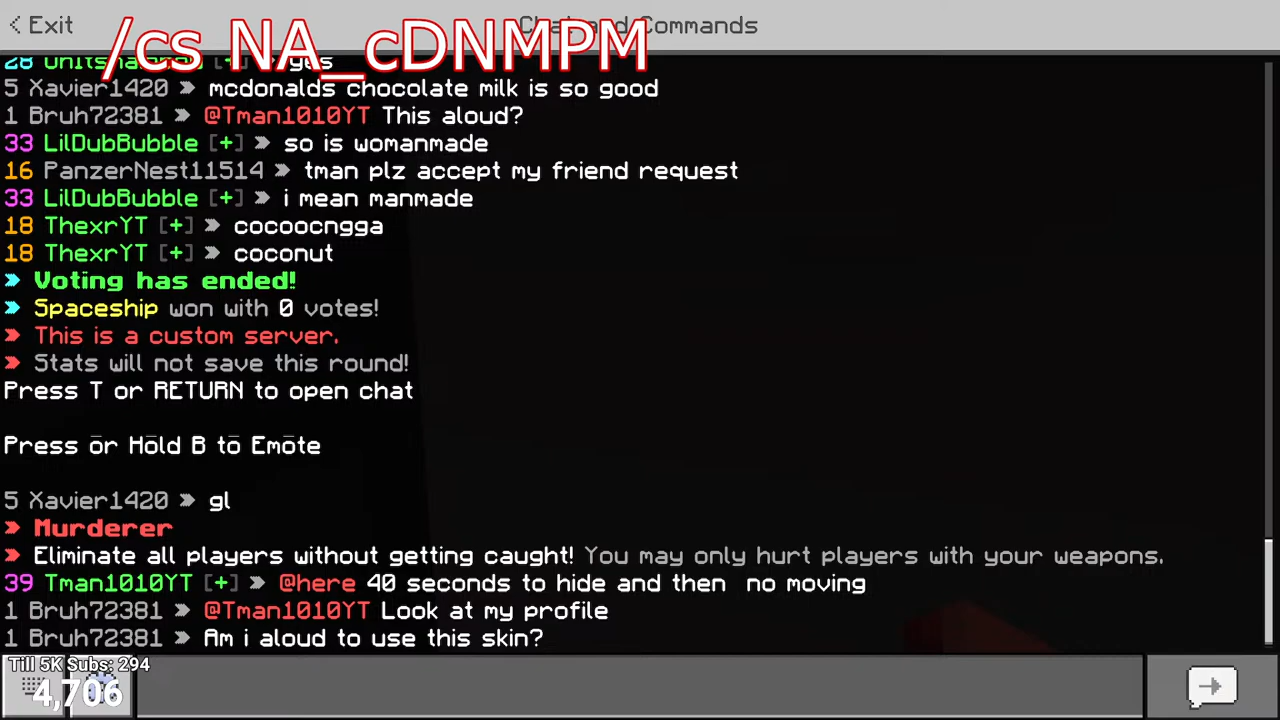 Exit
Chat and Commands
/cs NA_cDNMPM
28 yes
5 Xavier1420 » mcdonalds chocolate milk is so good
1 Bruh72381 » @Tman1010YT This aloud?
33 LilDubBubble [+] » so is womanmade
16 PanzerNest11514 » tman plz accept my friend request
33 LilDubBubble [+] » i mean manmade
18 ThexrYT [+] » cocoocngga
18 ThexrYT [+] » coconut
» Voting has ended!
» Spaceship won with 0 votes!
» This is a custom server.
» Stats will not save this round!
Press T or RETURN to open chat
Press or Hold B to Emote
5 Xavier1420 » gl
» Murderer
» Eliminate all players without getting caught! You may only hurt players with your weapons.
39 Tman1010YT [+] » @here 40 seconds to hide and then  no moving
1 Bruh72381 » @Tman1010YT Look at my profile
1 Bruh72381 » Am i aloud to use this skin?
Till 5K Subs: 294
4,706